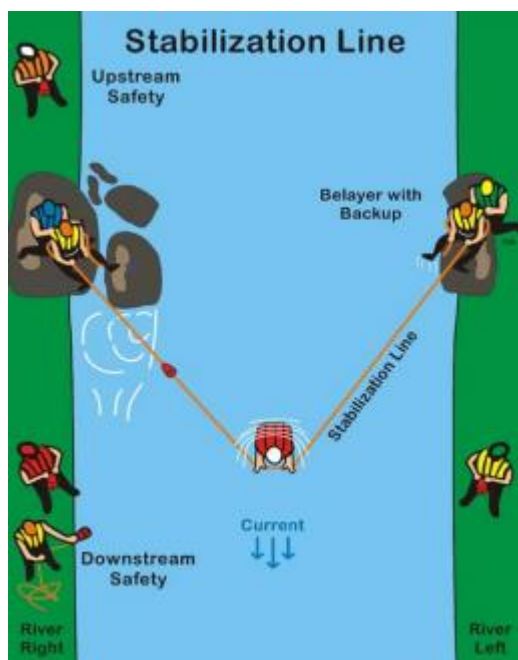 Stabilization Line
Upstream
Safety
Belayer with
Backup
Stabilization Line
Current
Downstream
Safety
River
Right
River
Left